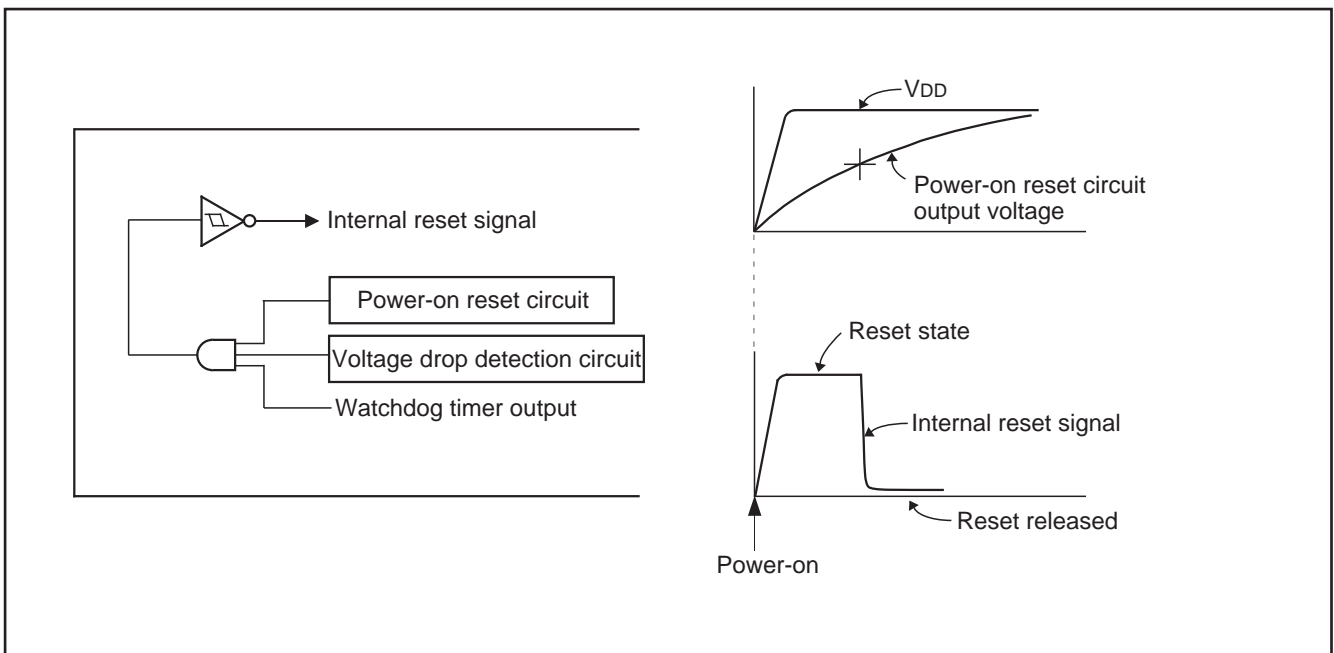 Internal reset signal
Power-on reset circuit
Voltage drop detection circuit
Watchdog timer output
VDD
Power-on reset circuit
output voltage
Reset state
Internal reset signal
Reset released
Power-on